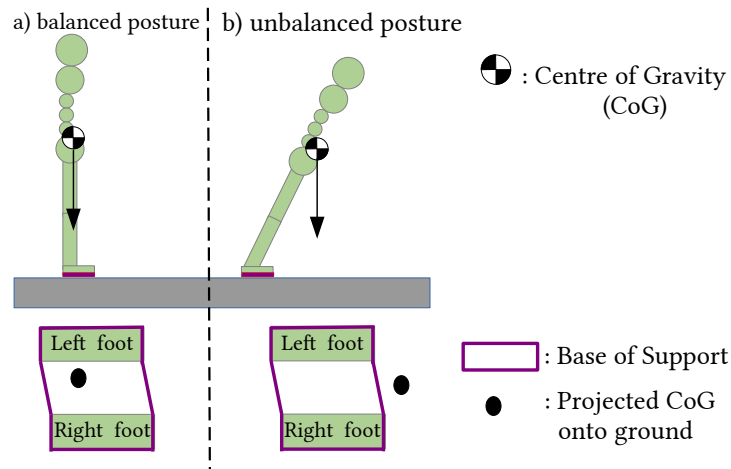 a) balanced posture
b) unbalanced posture
: Centre of Gravity
(CoG)
Left foot
Right foot
Left foot
Right foot
: Base of Support
: Projected CoG
onto ground